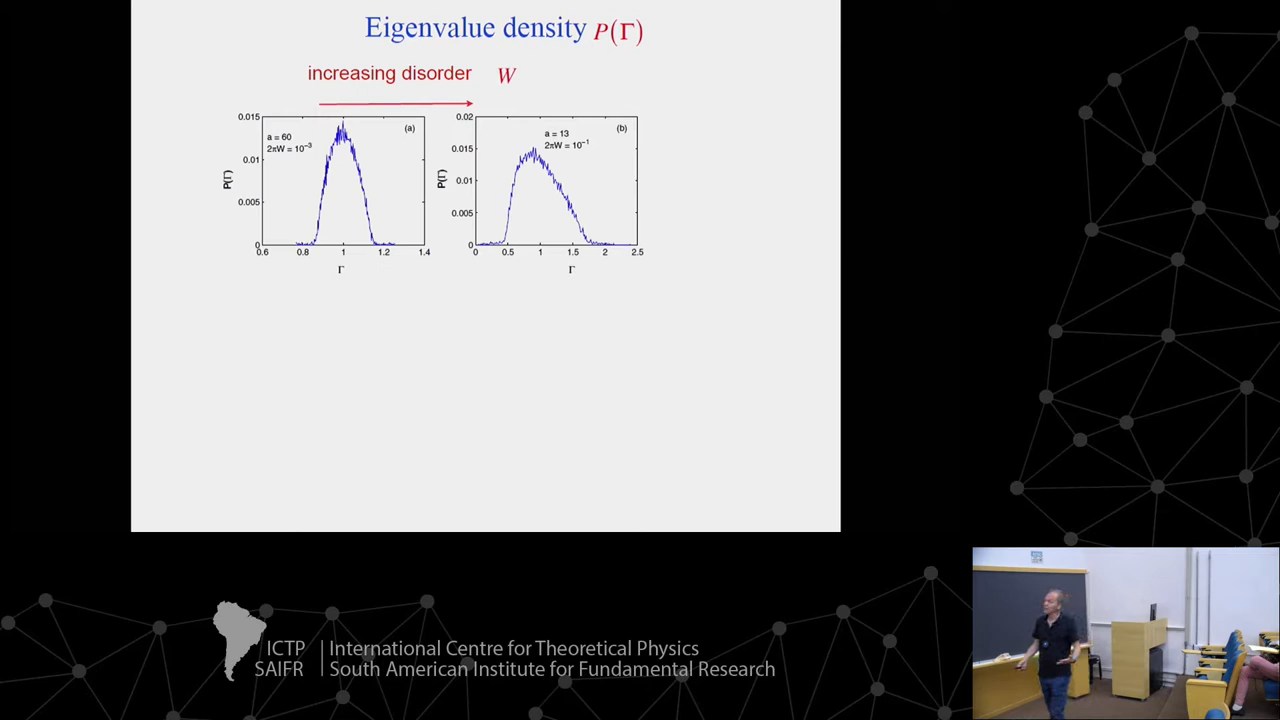 Eigenvalue density P(Γ)
increasing disorder W
0.015
0.01
0.005
0
a = 60
2πW = 10⁻³
(a)
P(Γ)
0.6 0.8 1 1.2 1.4
Γ
0.02
0.015
0.01
0.005
0
a = 13
2πW = 10⁻¹
(b)
P(Γ)
0 0.5 1 1.5 2 2.5
Γ
ICTP International Centre for Theoretical Physics
SAIFR South American Institute for Fundamental Research